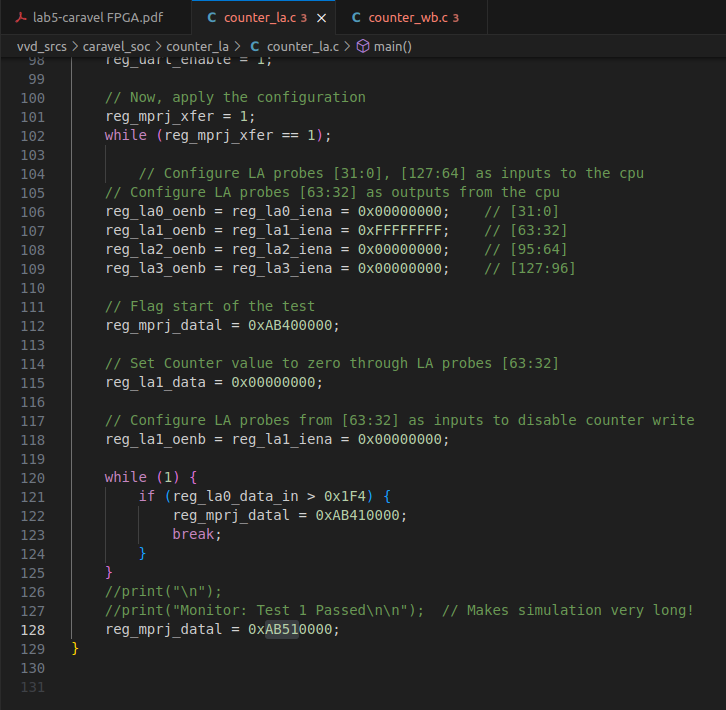 lab5-caravel FPGA.pdf C counter_la.c 3 × C counter_wb.c 3
vvd_srcs > caravel_soc > counter_la > C counter_la.c > main()
98 reg_uart_enable = 1;
99
100 // Now, apply the configuration
101 reg_mprj_xfer = 1;
102 while (reg_mprj_xfer == 1);
103
104 // Configure LA probes [31:0], [127:64] as inputs to the cpu
105 // Configure LA probes [63:32] as outputs from the cpu
106 reg_la0_oenb = reg_la0_iena = 0x00000000; // [31:0]
107 reg_la1_oenb = reg_la1_iena = 0xFFFFFFFF; // [63:32]
108 reg_la2_oenb = reg_la2_iena = 0x00000000; // [95:64]
109 reg_la3_oenb = reg_la3_iena = 0x00000000; // [127:96]
110
111 // Flag start of the test
112 reg_mprj_datal = 0xAB400000;
113
114 // Set Counter value to zero through LA probes [63:32]
115 reg_la1_data = 0x00000000;
116
117 // Configure LA probes from [63:32] as inputs to disable counter write
118 reg_la1_oenb = reg_la1_iena = 0x00000000;
119
120 while (1) {
121 if (reg_la0_data_in > 0x1F4) {
122 reg_mprj_datal = 0xAB410000;
123 break;
124 }
125 }
126 //print("\n");
127 //print("Monitor: Test 1 Passed\n\n"); // Makes simulation very long!
128 reg_mprj_datal = 0xAB510000;
129 }
130
131